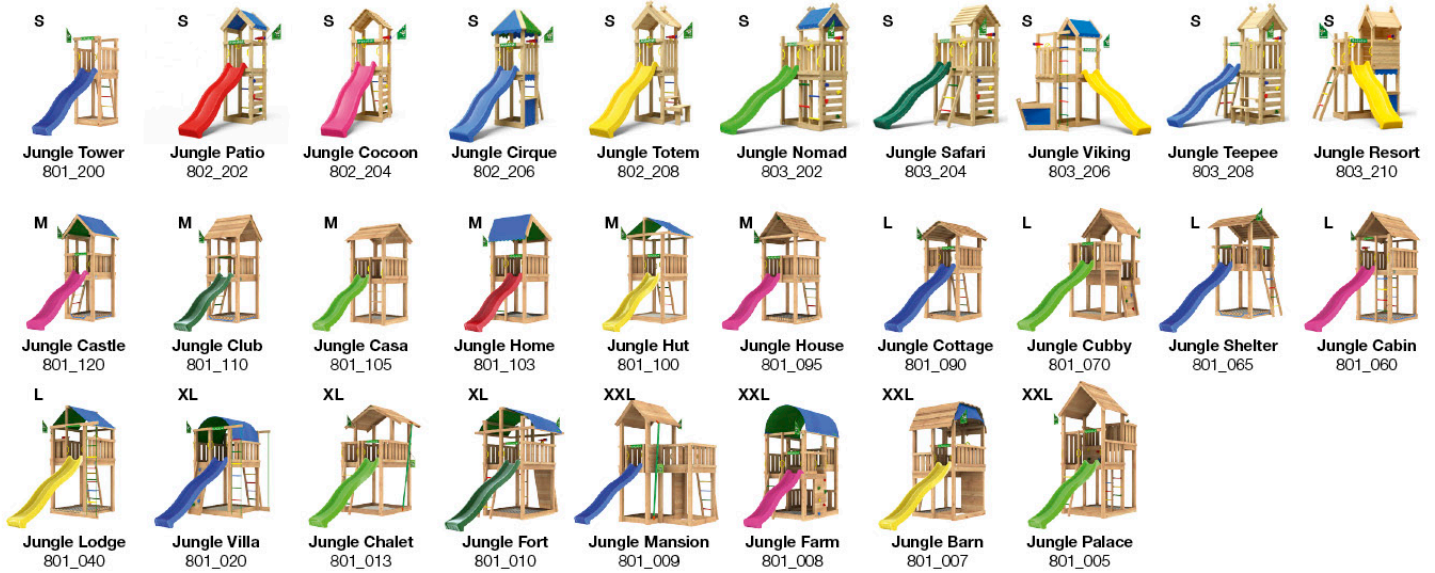 S S S S S S S S S S
Jungle Tower Jungle Patio Jungle Cocoon Jungle Cirque Jungle Totem Jungle Nomad Jungle Safari Jungle Viking Jungle Teepee Jungle Resort
801_200 802_202 802_204 802_206 802_208 803_202 803_204 803_206 803_208 803_210
M M M M M M L L L L
Jungle Castle Jungle Club Jungle Casa Jungle Home Jungle Hut Jungle House Jungle Cottage Jungle Cubby Jungle Shelter Jungle Cabin
801_120 801_110 801_105 801_103 801_100 801_095 801_090 801_070 801_065 801_060
L XL XL XL XXL XXL XXL XXL
Jungle Lodge Jungle Villa Jungle Chalet Jungle Fort Jungle Mansion Jungle Farm Jungle Barn Jungle Palace
801_040 801_020 801_013 801_010 801_009 801_008 801_007 801_005